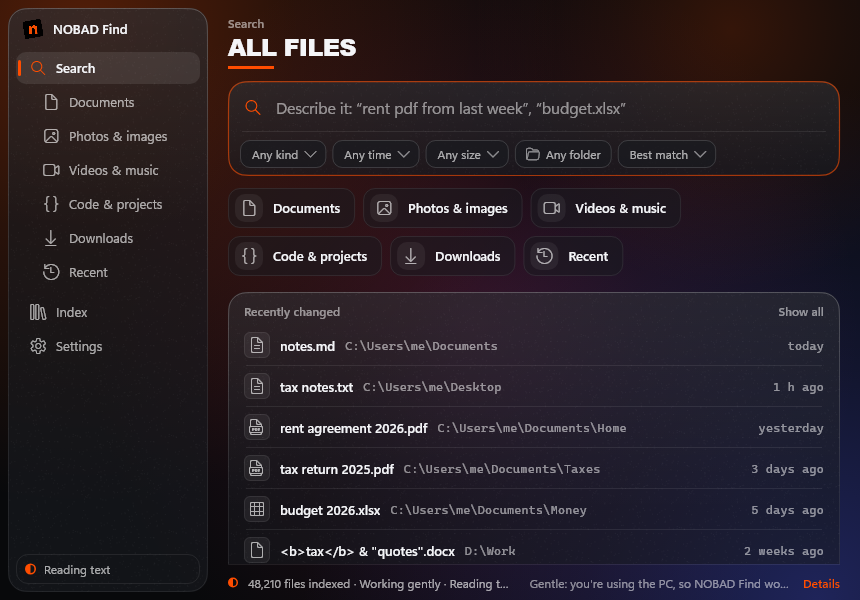 NOBAD Find
Search
Documents
Photos & images
Videos & music
Code & projects
Downloads
Recent
Index
Settings
Reading text
Search
ALL FILES
Describe it: “rent pdf from last week”, “budget.xlsx”
Any kind
Any time
Any size
Any folder
Best match
Documents
Photos & images
Videos & music
Code & projects
Downloads
Recent
Recently changed Show all
notes.md C:\Users\me\Documents today
tax notes.txt C:\Users\me\Desktop 1 h ago
rent agreement 2026.pdf C:\Users\me\Documents\Home yesterday
tax return 2025.pdf C:\Users\me\Documents\Taxes 3 days ago
budget 2026.xlsx C:\Users\me\Documents\Money 5 days ago
<b>tax</b> & "quotes".docx D:\Work 2 weeks ago
48,210 files indexed · Working gently · Reading t... Gentle: you're using the PC, so NOBAD Find wo... Details